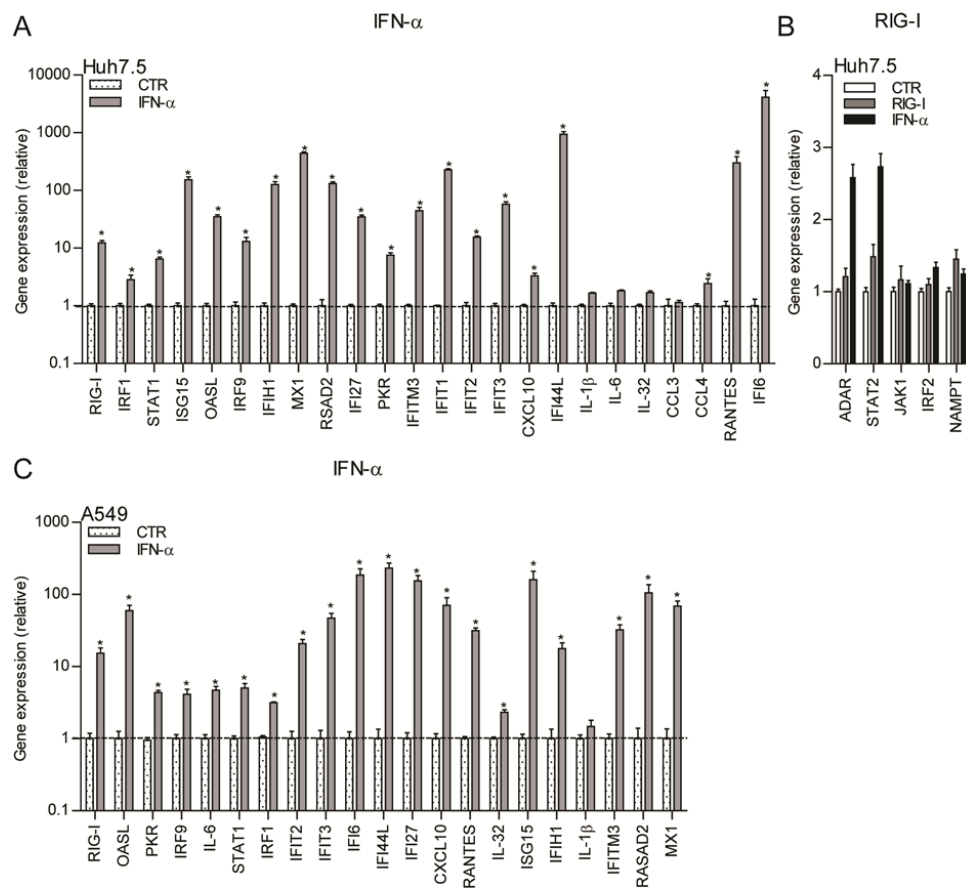 A
IFN-α
Huh7.5
CTR
IFN-α
Gene expression (relative)
10000
1000
100
10
1
0.1
* * * * * * * * * * * * * * * * * * * *
RIG-I
IRF1
STAT1
ISG15
OASL
IRF9
IFIH1
MX1
RSAD2
IFI27
PKR
IFITM3
IFIT1
IFIT2
IFIT3
CXCL10
IFI44L
IL-1β
IL-6
IL-32
CCL3
CCL4
RANTES
IFI6
B
RIG-I
Huh7.5
CTR
RIG-I
IFN-α
Gene expression (relative)
4
3
2
1
0
ADAR
STAT2
JAK1
IRF2
NAMPT
C
IFN-α
A549
CTR
IFN-α
Gene expression (relative)
1000
100
10
1
0.1
* * * * * * * * * * * * * * * * * * * *
RIG-I
OASL
PKR
IRF9
IL-6
STAT1
IRF1
IFIT2
IFIT3
IFI6
IFI44L
IFI27
CXCL10
RANTES
IL-32
ISG15
IFIH1
IL-1β
IFITM3
RASAD2
MX1